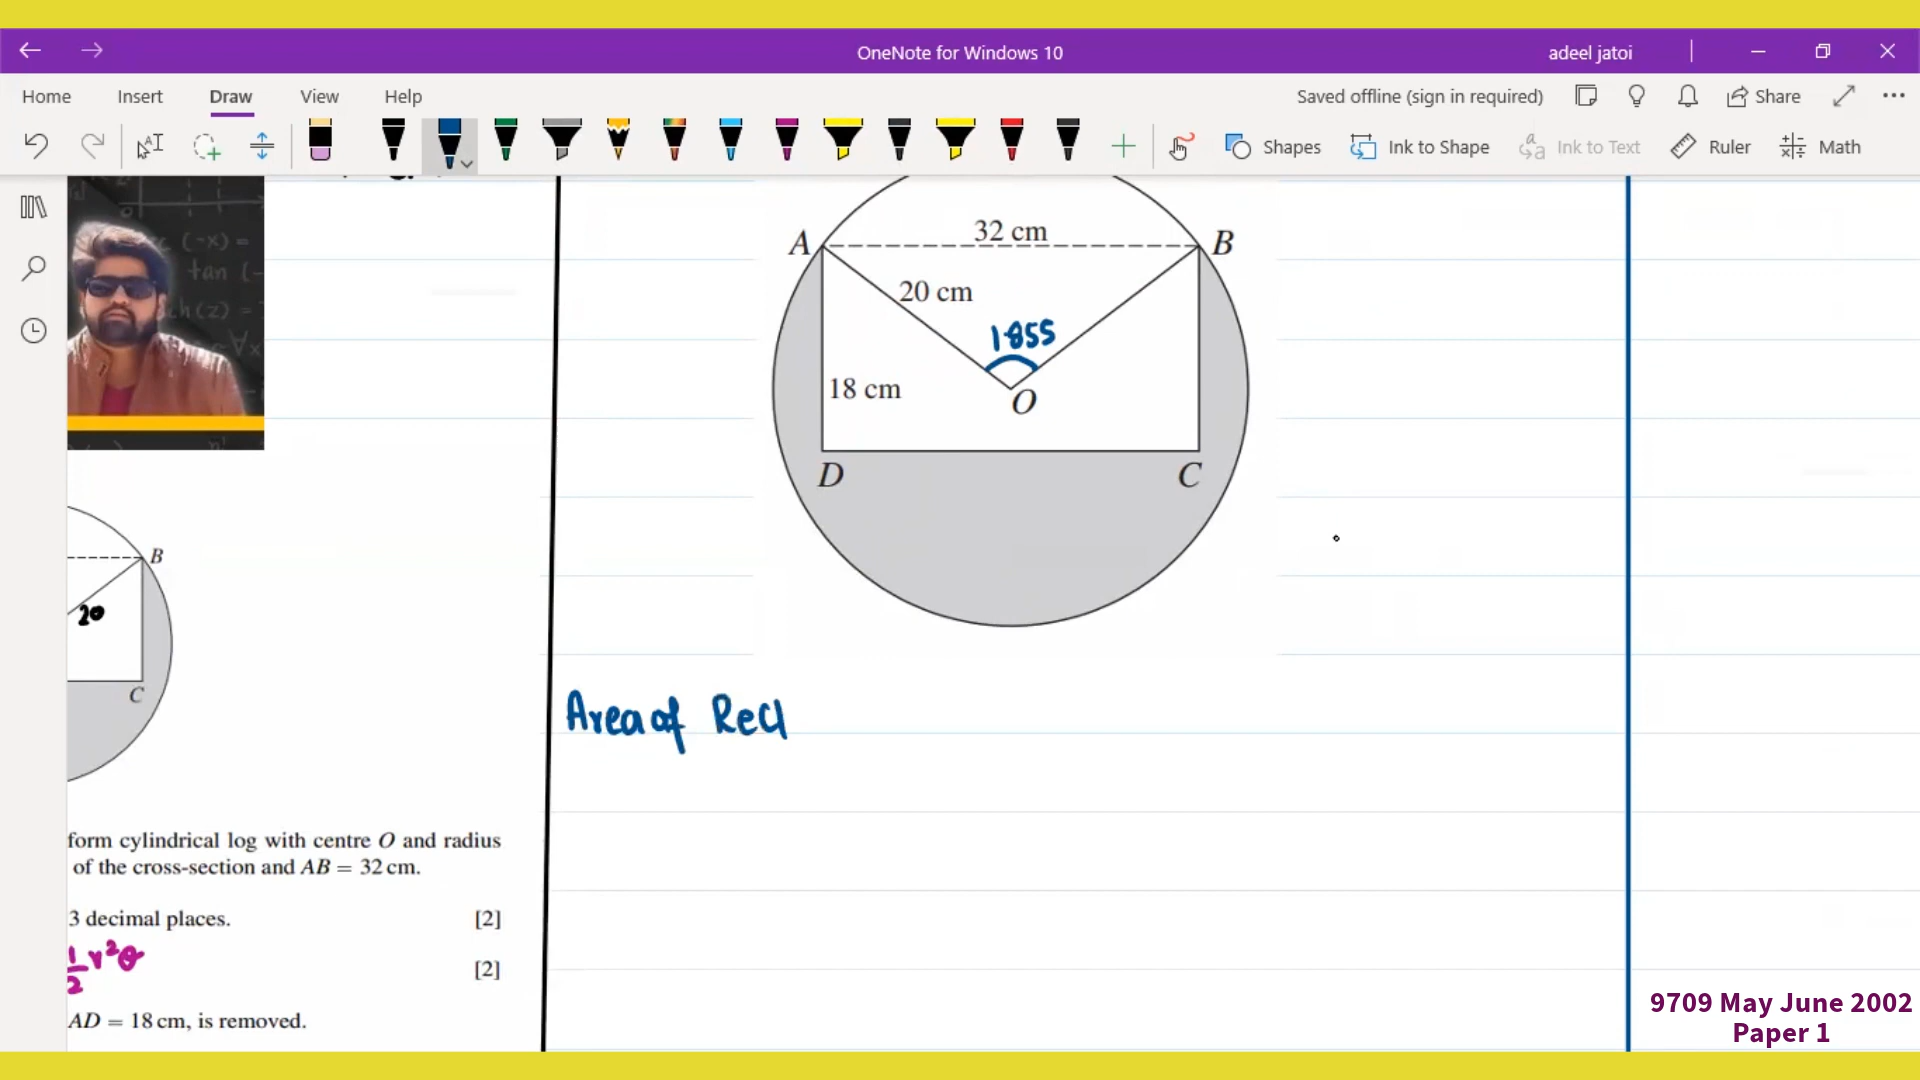 OneNote for Windows 10
adeel jatoi
Home Insert Draw View Help
Saved offline (sign in required)
Share
Shapes
Ink to Shape
Ink to Text
Ruler
Math
(-x) =
tan (-
ch(z) =
A
32 cm
B
20 cm
1.855
18 cm
O
D
C
B
20
C
Area of Rect
form cylindrical log with centre O and radius
of the cross-section and AB = 32 cm.
3 decimal places. [2]
1/2 r²θ
[2]
AD = 18 cm, is removed.
9709 May June 2002
Paper 1